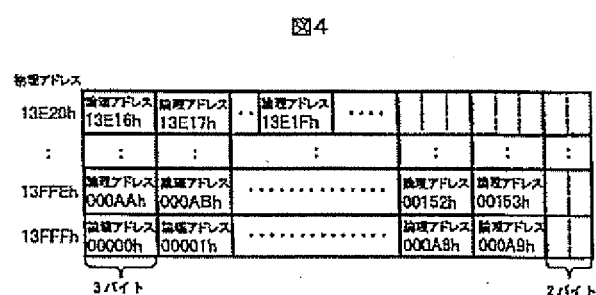 図4
物理アドレス
13E20h 論理アドレス 13E16h 論理アドレス 13E17h ・・ 論理アドレス 13E1Fh ・・・・
: : : : : : :
13FFEh 論理アドレス 000AAh 論理アドレス 000ABh ・・・・・・・・・・・・・・ 論理アドレス 00152h 論理アドレス 00153h
13FFFh 論理アドレス 00000h 論理アドレス 00001h ・・・・・・・・・・・・・・ 論理アドレス 000A8h 論理アドレス 000A9h
3バイト 2バイト